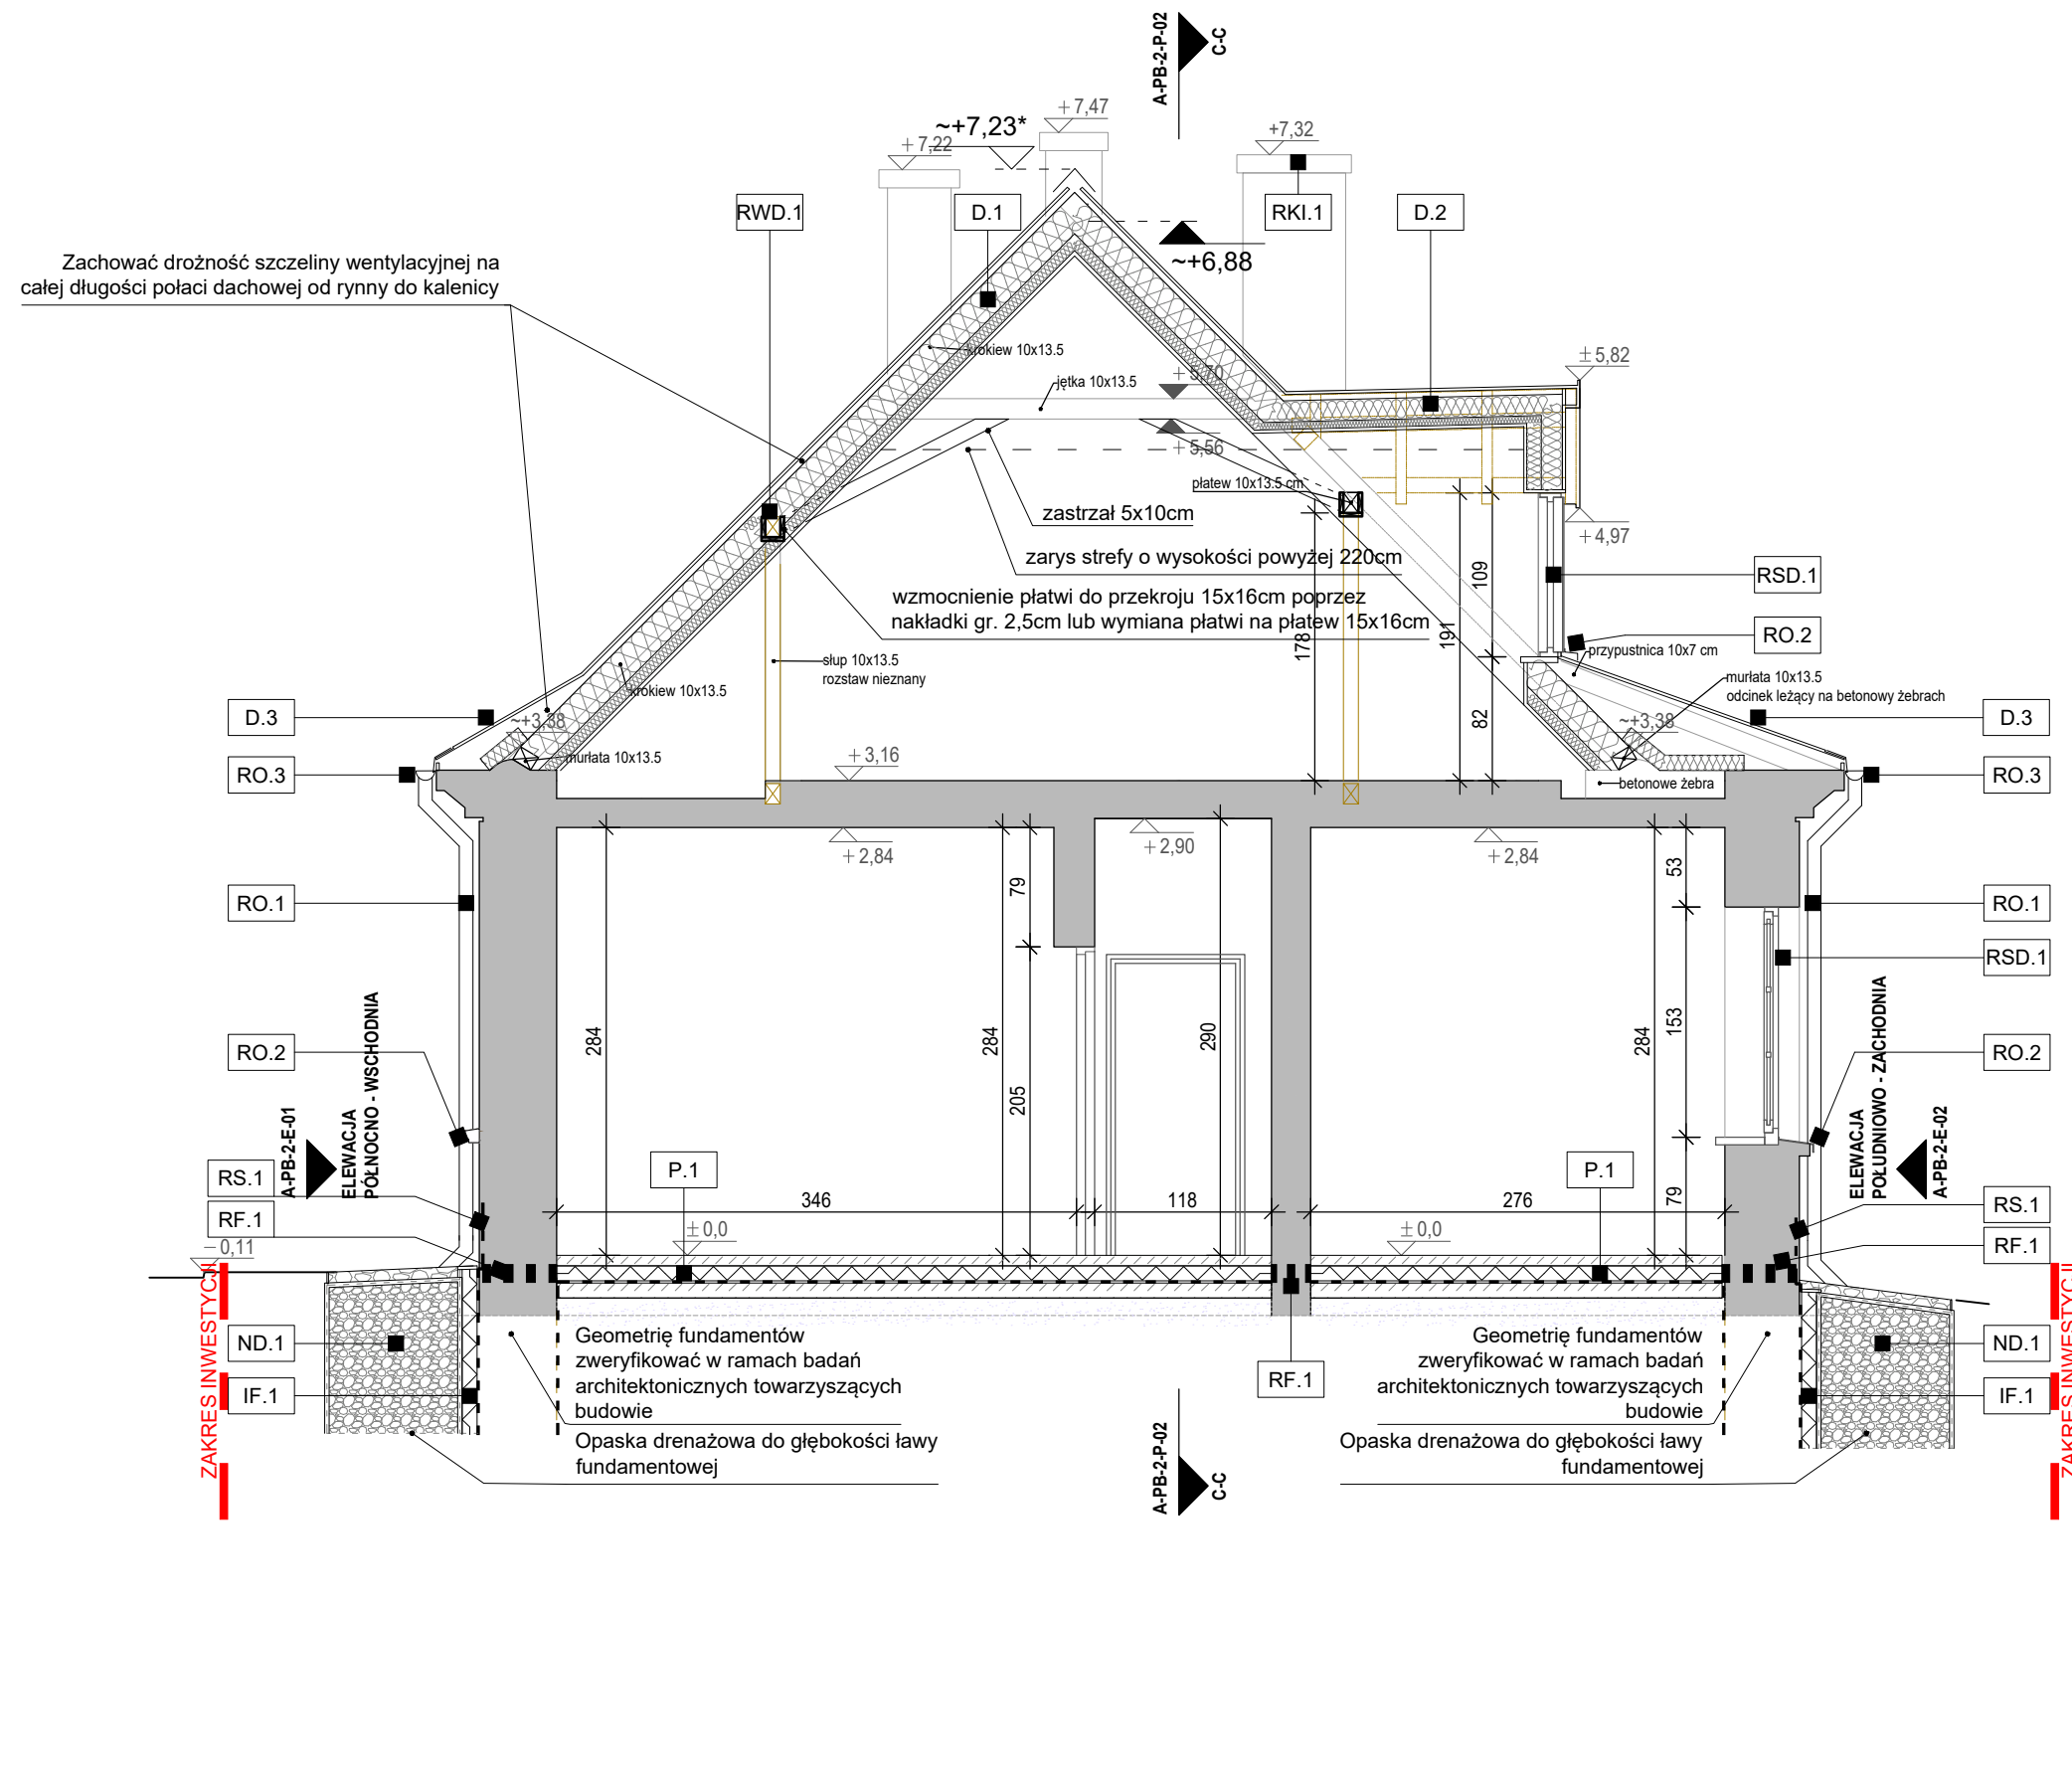 A-PB-2-P-02
C-C
+7,47
~+7,23*
+7,22
+7,32
RWD.1
D.1
RKI.1
D.2
~+6,88
Zachować drożność szczeliny wentylacyjnej na
całej długości połaci dachowej od rynny do kalenicy
krokiew 10x13.5
jętka 10x13.5
+5,70
±5,82
+5,56
płatew 10x13.5 cm
zastrzał 5x10cm
+4,97
zarys strefy o wysokości powyżej 220cm
109
RSD.1
wzmocnienie płatwi do przekroju 15x16cm poprzez
nakładki gr. 2,5cm lub wymiana płatwi na płatew 15x16cm
178
191
RO.2
przypustnica 10x7 cm
słup 10x13.5
rozstaw nieznany
krokiew 10x13.5
murłata 10x13.5
odcinek leżący na betonowy żebrach
D.3
~+3,38
82
~+3,38
D.3
RO.3
murłata 10x13.5
+3,16
betonowe żebra
RO.3
+2,84
+2,90
+2,84
79
53
RO.1
RO.1
RSD.1
284
284
205
290
284
153
RO.2
RO.2
A-PB-2-E-01
ELEWACJA
PÓŁNOCNO - WSCHODNIA
ELEWACJA
POŁUDNIOWO - ZACHODNIA
A-PB-2-E-02
RS.1
P.1
P.1
346
118
276
79
RS.1
RF.1
±0,0
±0,0
RF.1
−0,11
ZAKRES INWESTYCJI
ZAKRES INWESTYCJI
ND.1
ND.1
Geometrię fundamentów
zweryfikować w ramach badań
architektonicznych towarzyszących
budowie
RF.1
Geometrię fundamentów
zweryfikować w ramach badań
architektonicznych towarzyszących
budowie
IF.1
IF.1
Opaska drenażowa do głębokości ławy
fundamentowej
Opaska drenażowa do głębokości ławy
fundamentowej
A-PB-2-P-02
C-C